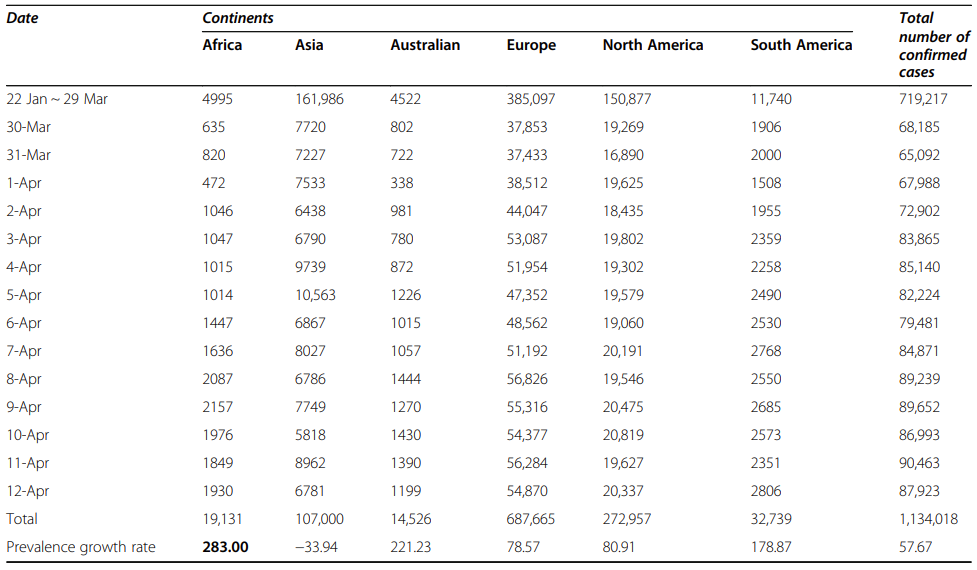 Date Continents Total number of confirmed cases
Africa Asia Australian Europe North America South America
22 Jan ~ 29 Mar 4995 161,986 4522 385,097 150,877 11,740 719,217
30-Mar 635 7720 802 37,853 19,269 1906 68,185
31-Mar 820 7227 722 37,433 16,890 2000 65,092
1-Apr 472 7533 338 38,512 19,625 1508 67,988
2-Apr 1046 6438 981 44,047 18,435 1955 72,902
3-Apr 1047 6790 780 53,087 19,802 2359 83,865
4-Apr 1015 9739 872 51,954 19,302 2258 85,140
5-Apr 1014 10,563 1226 47,352 19,579 2490 82,224
6-Apr 1447 6867 1015 48,562 19,060 2530 79,481
7-Apr 1636 8027 1057 51,192 20,191 2768 84,871
8-Apr 2087 6786 1444 56,826 19,546 2550 89,239
9-Apr 2157 7749 1270 55,316 20,475 2685 89,652
10-Apr 1976 5818 1430 54,377 20,819 2573 86,993
11-Apr 1849 8962 1390 56,284 19,627 2351 90,463
12-Apr 1930 6781 1199 54,870 20,337 2806 87,923
Total 19,131 107,000 14,526 687,665 272,957 32,739 1,134,018
Prevalence growth rate 283.00 −33.94 221.23 78.57 80.91 178.87 57.67